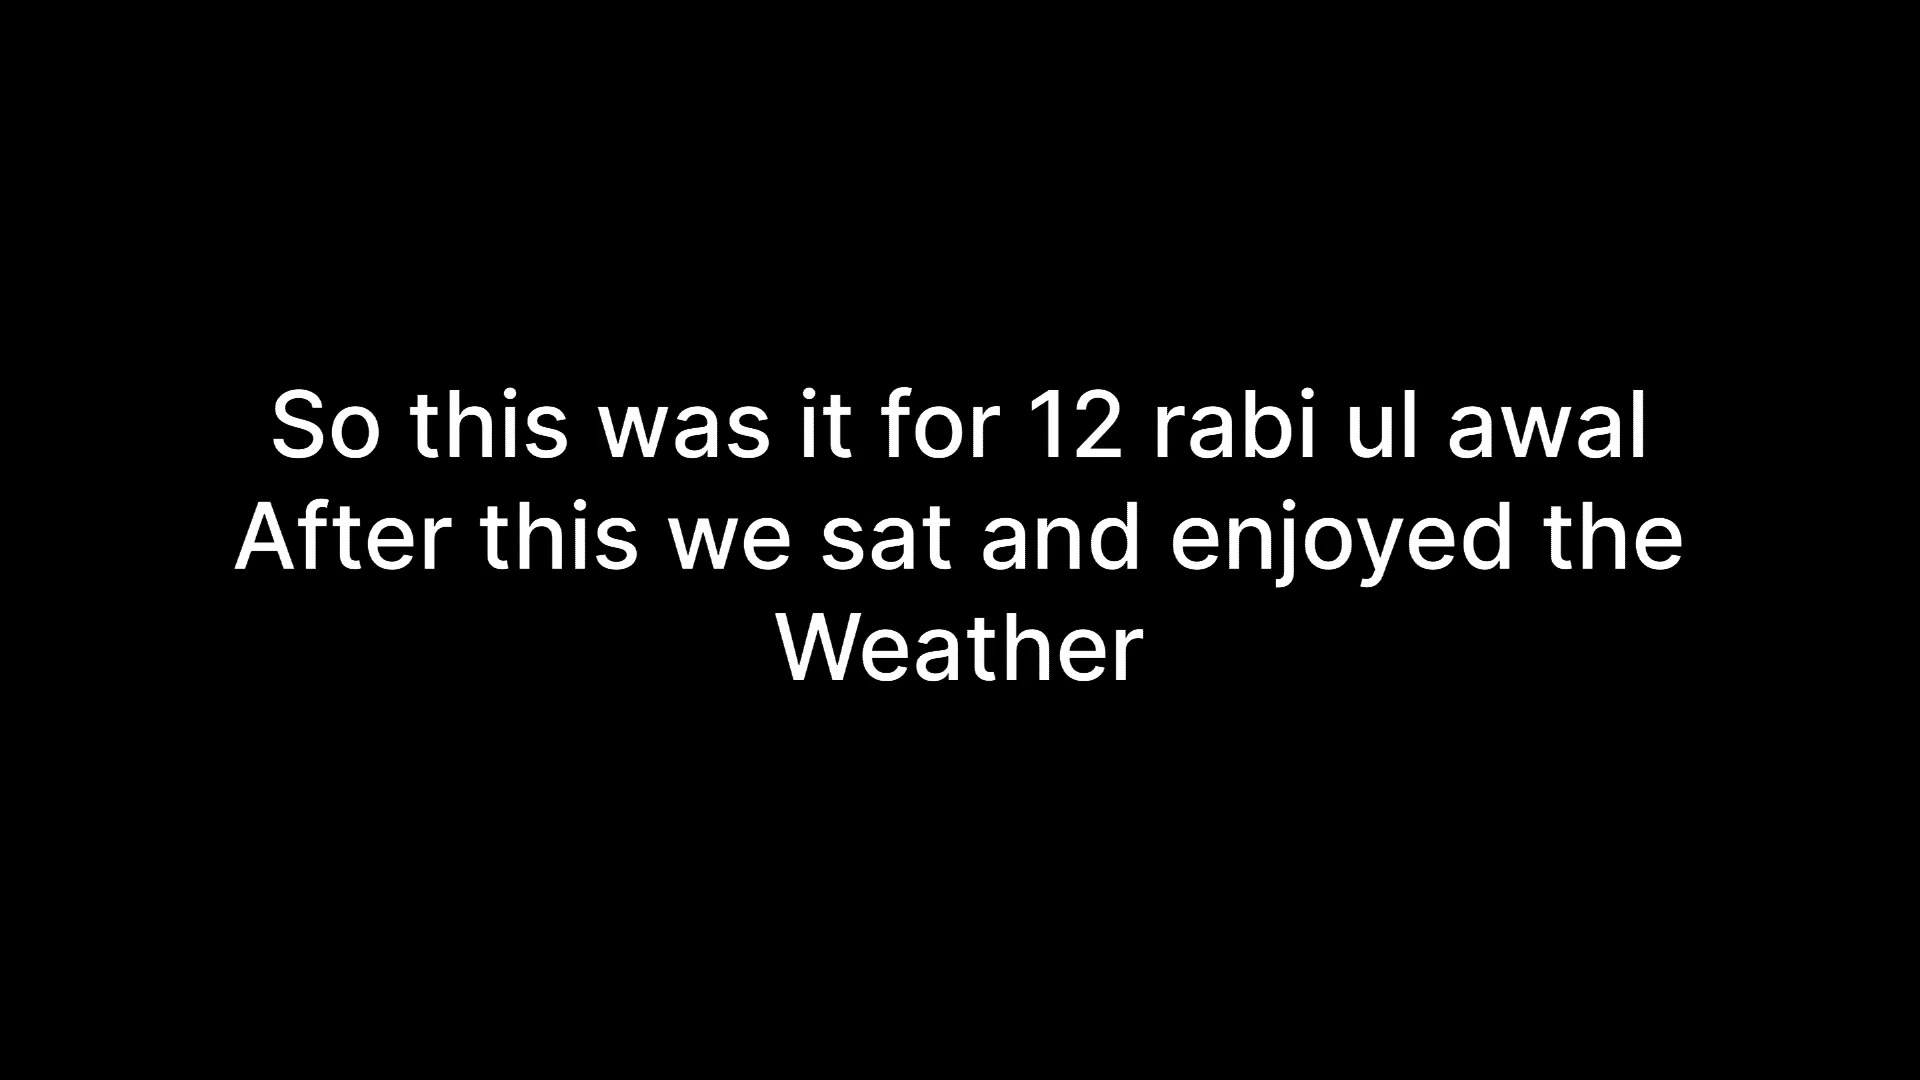 So this was it for 12 rabi ul awal
After this we sat and enjoyed the
Weather